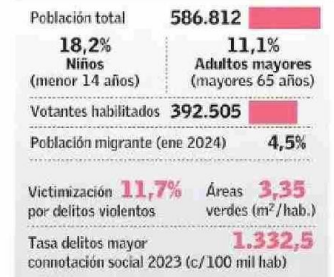 Población total 586.812
18,2% 11,1%
Niños Adultos mayores
(menor 14 años) (mayores 65 años)
Votantes habilitados 392.505
Población migrante (ene 2024) 4,5%
Victimización 11,7% Áreas 3,35
por delitos violentos verdes (m²/hab.)
Tasa delitos mayor 1.332,5
connotación social 2023 (c/100 mil hab)